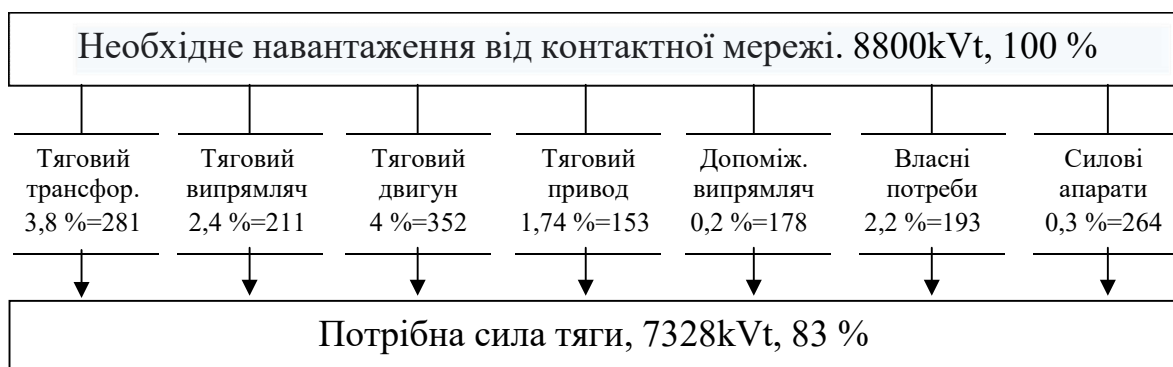 Необхідне навантаження від контактної мережі. 8800kVt, 100 %
Тяговий
трансфор.
3,8 %=281
Тяговий
випрямляч
2,4 %=211
Тяговий
двигун
4 %=352
Тяговий
привод
1,74 %=153
Допоміж.
випрямляч
0,2 %=178
Власні
потреби
2,2 %=193
Силові
апарати
0,3 %=264
Потрібна сила тяги, 7328kVt, 83 %